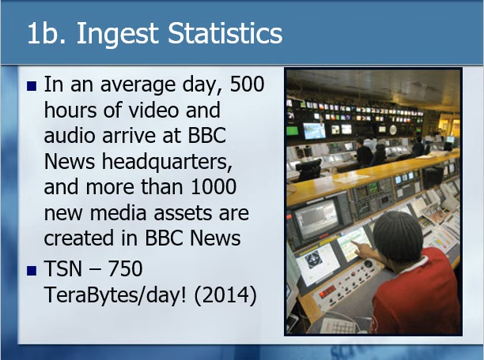 1b. Ingest Statistics
In an average day, 500
hours of video and
audio arrive at BBC
News headquarters,
and more than 1000
new media assets are
created in BBC News
TSN – 750
TeraBytes/day! (2014)